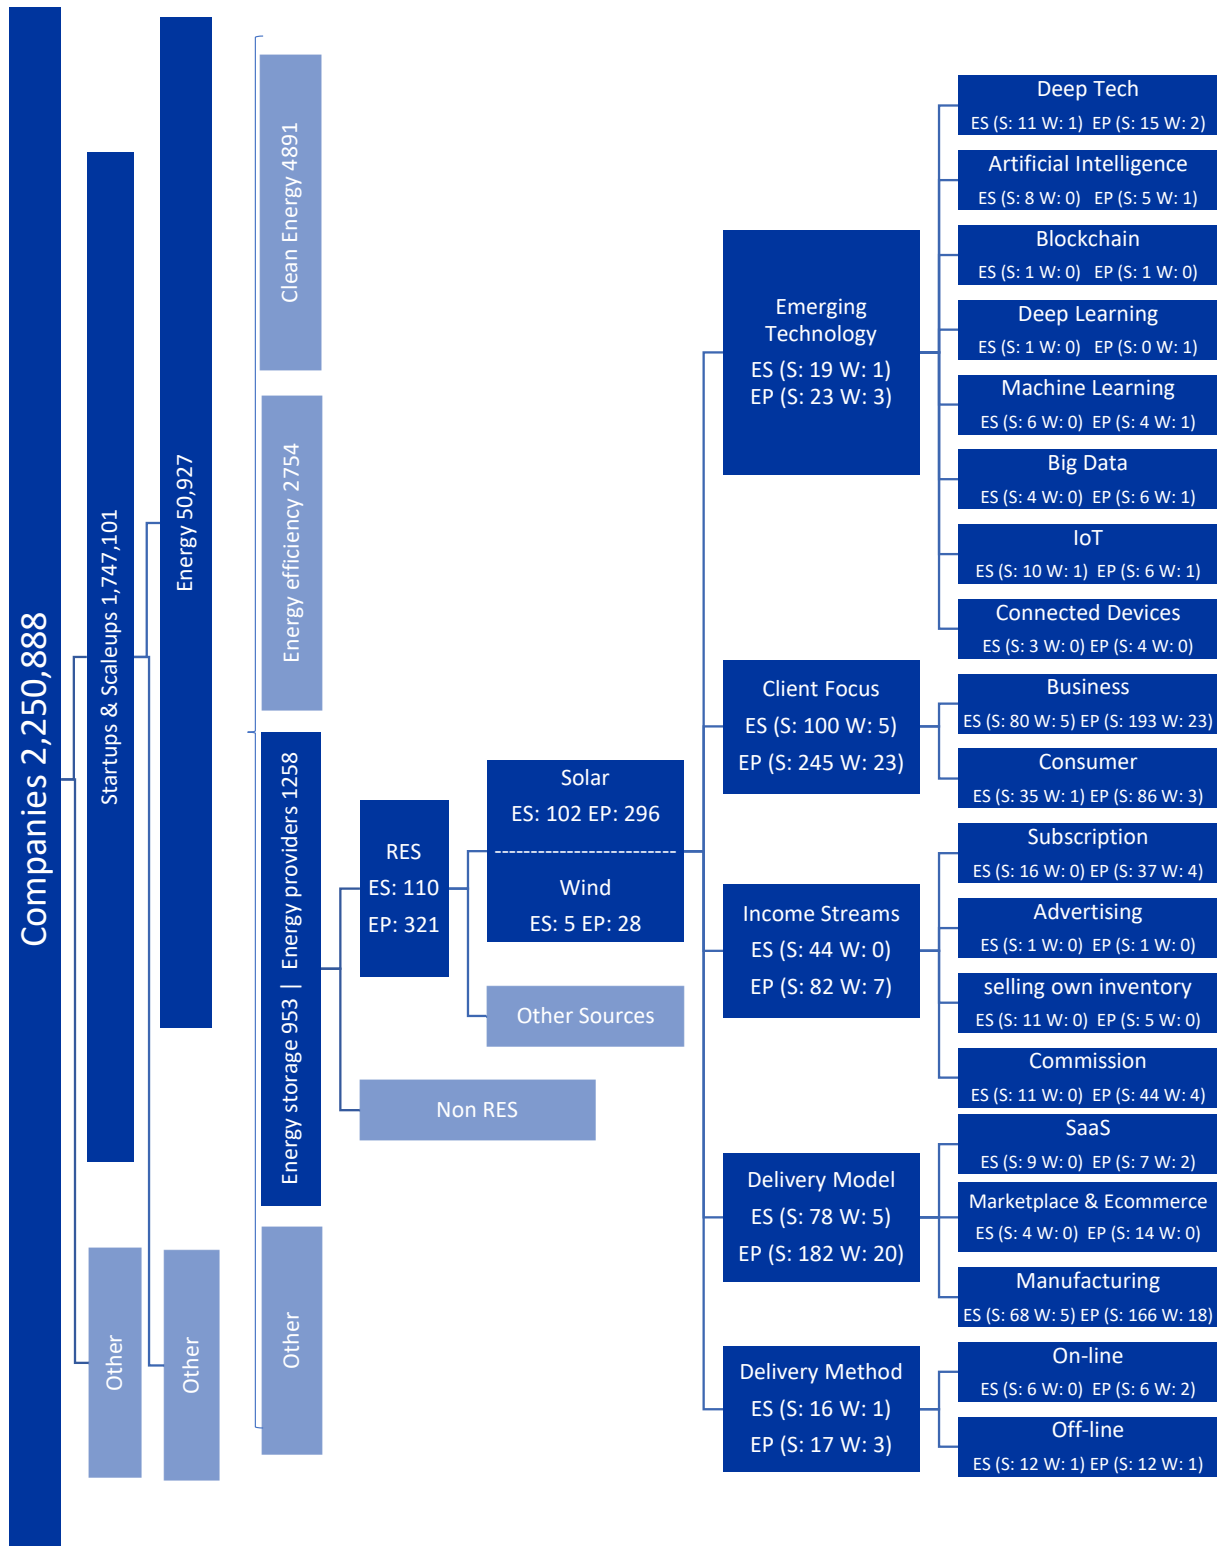 Companies 2,250,888
Startups & Scaleups 1,747,101
Other
Energy 50,927
Other
Clean Energy 4891
Energy efficiency 2754
Energy storage 953 | Energy providers 1258
Other
RES
ES: 110
EP: 321
Non RES
Solar
ES: 102 EP: 296
Wind
ES: 5 EP: 28
Other Sources
Emerging
Technology
ES (S: 19 W: 1)
EP (S: 23 W: 3)
Client Focus
ES (S: 100 W: 5)
EP (S: 245 W: 23)
Income Streams
ES (S: 44 W: 0)
EP (S: 82 W: 7)
Delivery Model
ES (S: 78 W: 5)
EP (S: 182 W: 20)
Delivery Method
ES (S: 16 W: 1)
EP (S: 17 W: 3)
Deep Tech
ES (S: 11 W: 1) EP (S: 15 W: 2)
Artificial Intelligence
ES (S: 8 W: 0) EP (S: 5 W: 1)
Blockchain
ES (S: 1 W: 0) EP (S: 1 W: 0)
Deep Learning
ES (S: 1 W: 0) EP (S: 0 W: 1)
Machine Learning
ES (S: 6 W: 0) EP (S: 4 W: 1)
Big Data
ES (S: 4 W: 0) EP (S: 6 W: 1)
IoT
ES (S: 10 W: 1) EP (S: 6 W: 1)
Connected Devices
ES (S: 3 W: 0) EP (S: 4 W: 0)
Business
ES (S: 80 W: 5) EP (S: 193 W: 23)
Consumer
ES (S: 35 W: 1) EP (S: 86 W: 3)
Subscription
ES (S: 16 W: 0) EP (S: 37 W: 4)
Advertising
ES (S: 1 W: 0) EP (S: 1 W: 0)
selling own inventory
ES (S: 11 W: 0) EP (S: 5 W: 0)
Commission
ES (S: 11 W: 0) EP (S: 44 W: 4)
SaaS
ES (S: 9 W: 0) EP (S: 7 W: 2)
Marketplace & Ecommerce
ES (S: 4 W: 0) EP (S: 14 W: 0)
Manufacturing
ES (S: 68 W: 5) EP (S: 166 W: 18)
On-line
ES (S: 6 W: 0) EP (S: 6 W: 2)
Off-line
ES (S: 12 W: 1) EP (S: 12 W: 1)